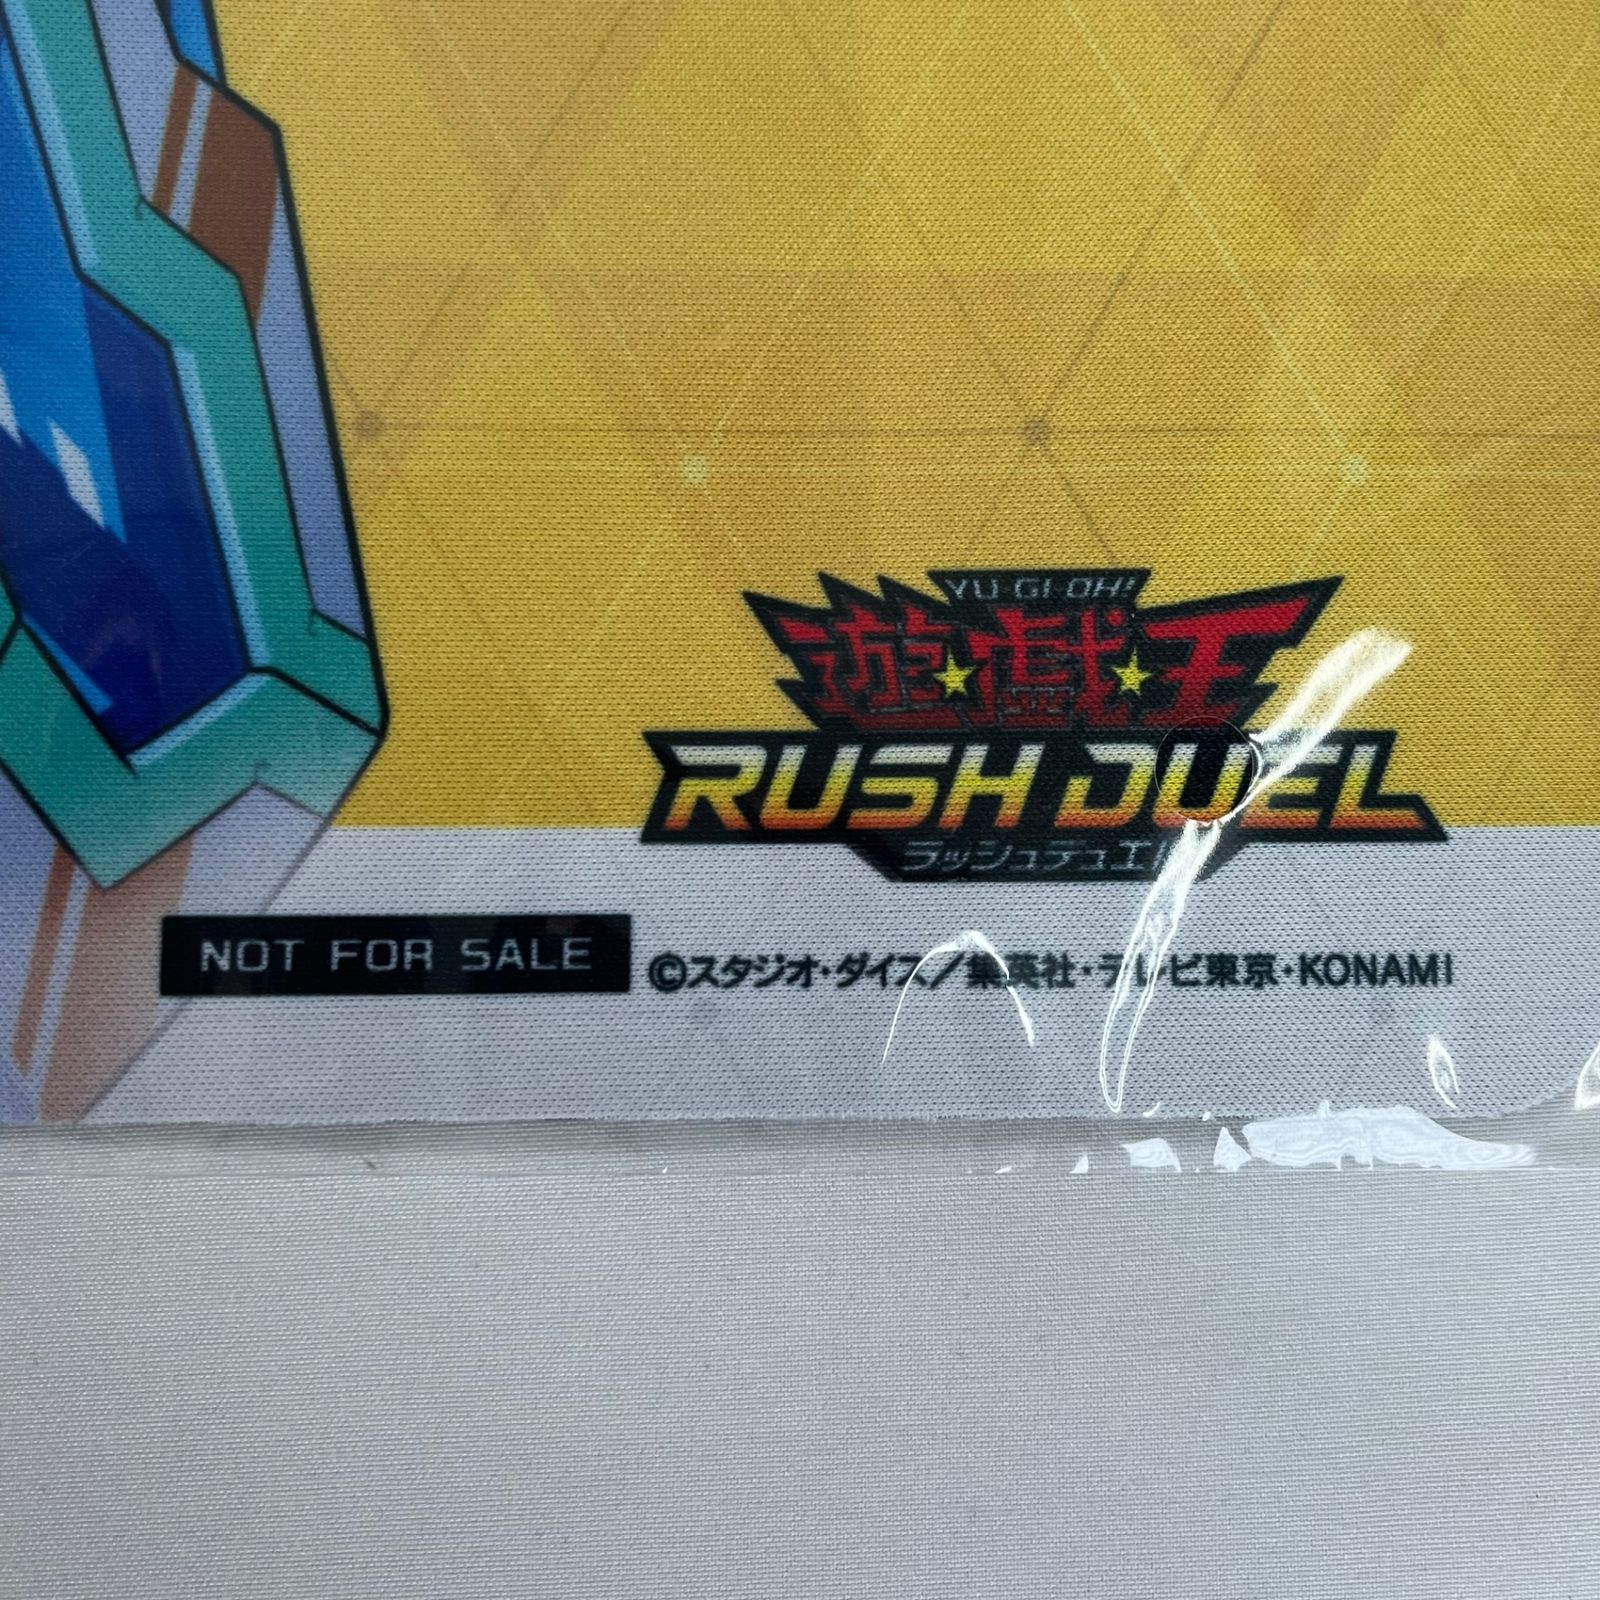 YU-GI-OH!
遊☆戯☆王
RUSH DUEL
ラッシュデュエル
NOT FOR SALE
©スタジオ・ダイス／集英社・テレビ東京・KONAMI